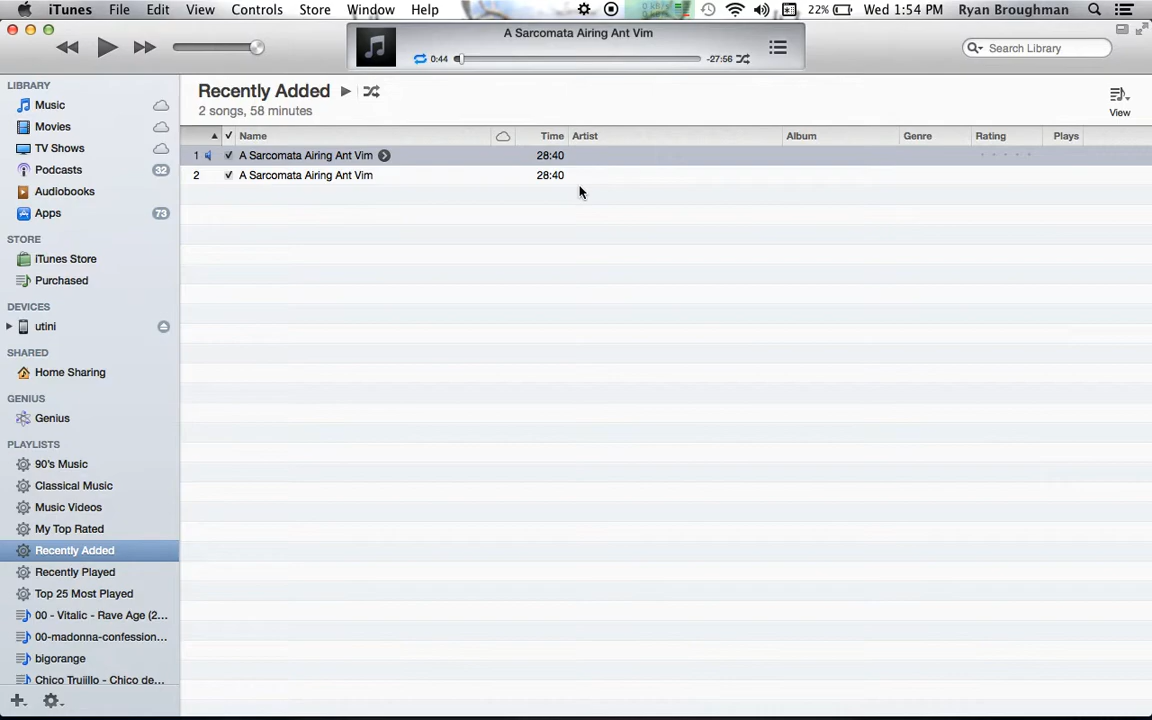 iTunes File Edit View Controls Store Window Help 22% Wed 1:54 PM Ryan Broughman
A Sarcomata Airing Ant Vim
0:44 -27:56
Search Library
LIBRARY
Music
Movies
TV Shows
Podcasts 32
Audiobooks
Apps 73
STORE
iTunes Store
Purchased
DEVICES
utini
SHARED
Home Sharing
GENIUS
Genius
PLAYLISTS
90's Music
Classical Music
Music Videos
My Top Rated
Recently Added
Recently Played
Top 25 Most Played
00 - Vitalic - Rave Age (2...
00-madonna-confession...
bigorange
Chico Trujillo - Chico de...
Recently Added
2 songs, 58 minutes
View
Name Time Artist Album Genre Rating Plays
1 A Sarcomata Airing Ant Vim 28:40
2 A Sarcomata Airing Ant Vim 28:40